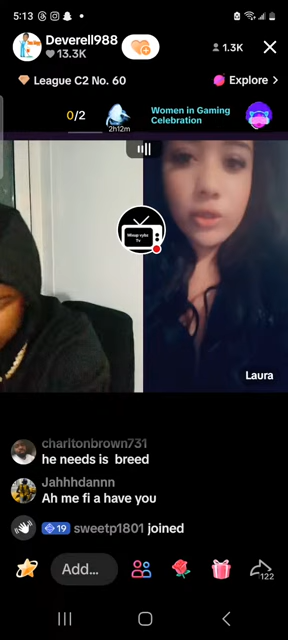 5:13
Deverell988
13.3K
1.3K
League C2 No. 60
Explore >
0/2
2h12m
Women in Gaming
Celebration
Laura
charltonbrown731
he needs is breed
Jahhhdannn
Ah me fi a have you
19 sweetp1801 joined
Add...
122